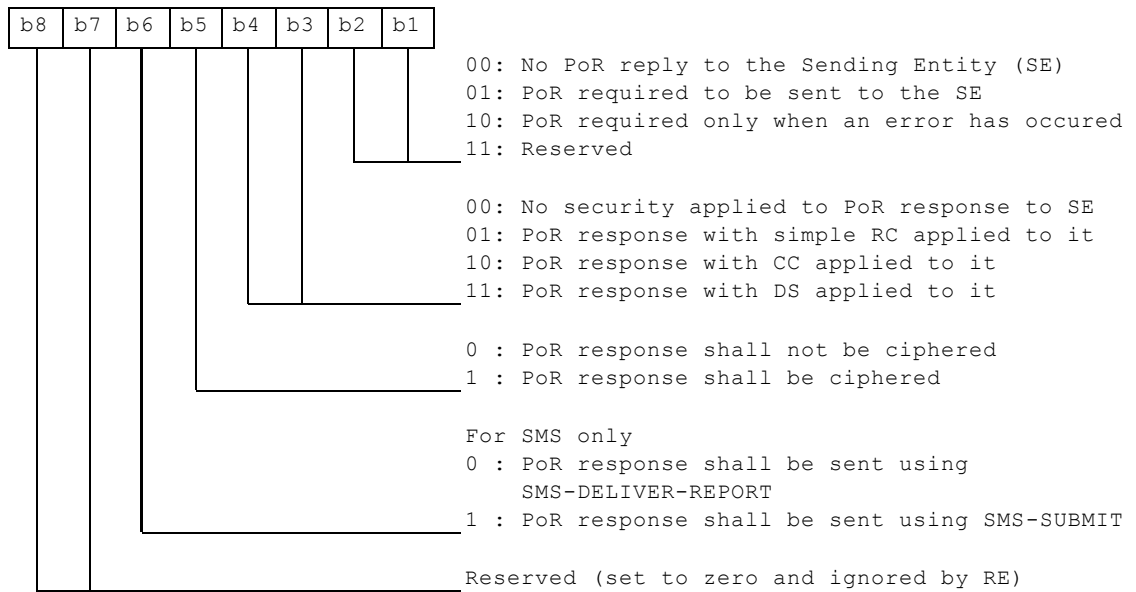 b8 b7 b6 b5 b4 b3 b2 b1
00: No PoR reply to the Sending Entity (SE)
01: PoR required to be sent to the SE
10: PoR required only when an error has occured
11: Reserved
00: No security applied to PoR response to SE
01: PoR response with simple RC applied to it
10: PoR response with CC applied to it
11: PoR response with DS applied to it
0 : PoR response shall not be ciphered
1 : PoR response shall be ciphered
For SMS only
0 : PoR response shall be sent using
SMS-DELIVER-REPORT
1 : PoR response shall be sent using SMS-SUBMIT
Reserved (set to zero and ignored by RE)